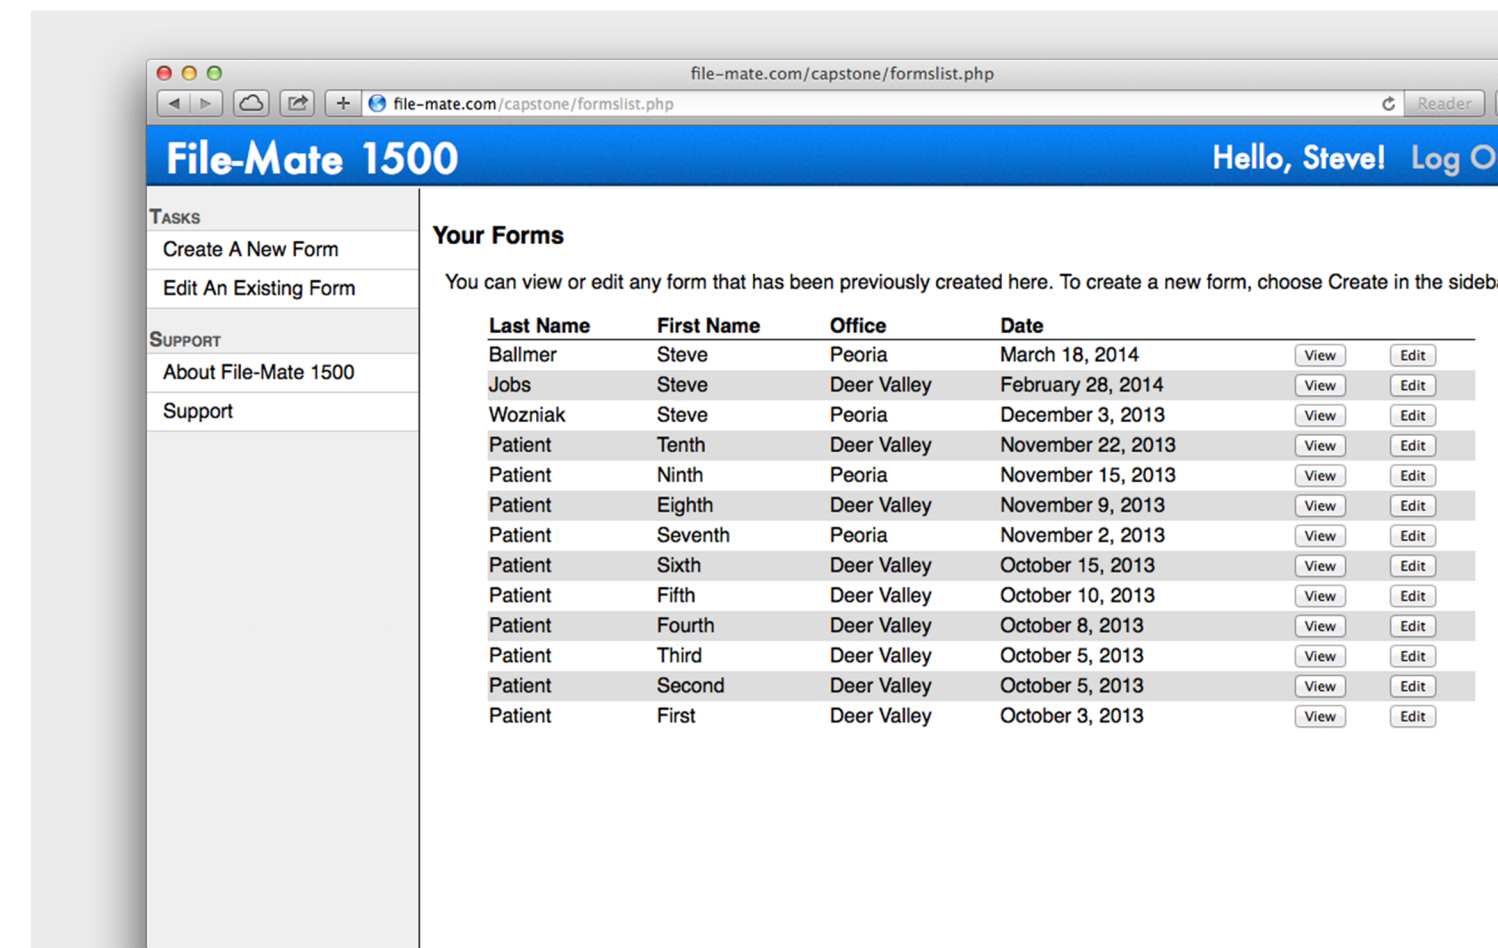 file-mate.com/capstone/formslist.php
+ file-mate.com/capstone/formslist.php Reader
File-Mate 1500 Hello, Steve! Log O
Tasks
Create A New Form
Edit An Existing Form
Support
About File-Mate 1500
Support
Your Forms
You can view or edit any form that has been previously created here. To create a new form, choose Create in the sideb
Last Name First Name Office Date
Ballmer Steve Peoria March 18, 2014 View Edit
Jobs Steve Deer Valley February 28, 2014 View Edit
Wozniak Steve Peoria December 3, 2013 View Edit
Patient Tenth Deer Valley November 22, 2013 View Edit
Patient Ninth Peoria November 15, 2013 View Edit
Patient Eighth Deer Valley November 9, 2013 View Edit
Patient Seventh Peoria November 2, 2013 View Edit
Patient Sixth Deer Valley October 15, 2013 View Edit
Patient Fifth Deer Valley October 10, 2013 View Edit
Patient Fourth Deer Valley October 8, 2013 View Edit
Patient Third Deer Valley October 5, 2013 View Edit
Patient Second Deer Valley October 5, 2013 View Edit
Patient First Deer Valley October 3, 2013 View Edit